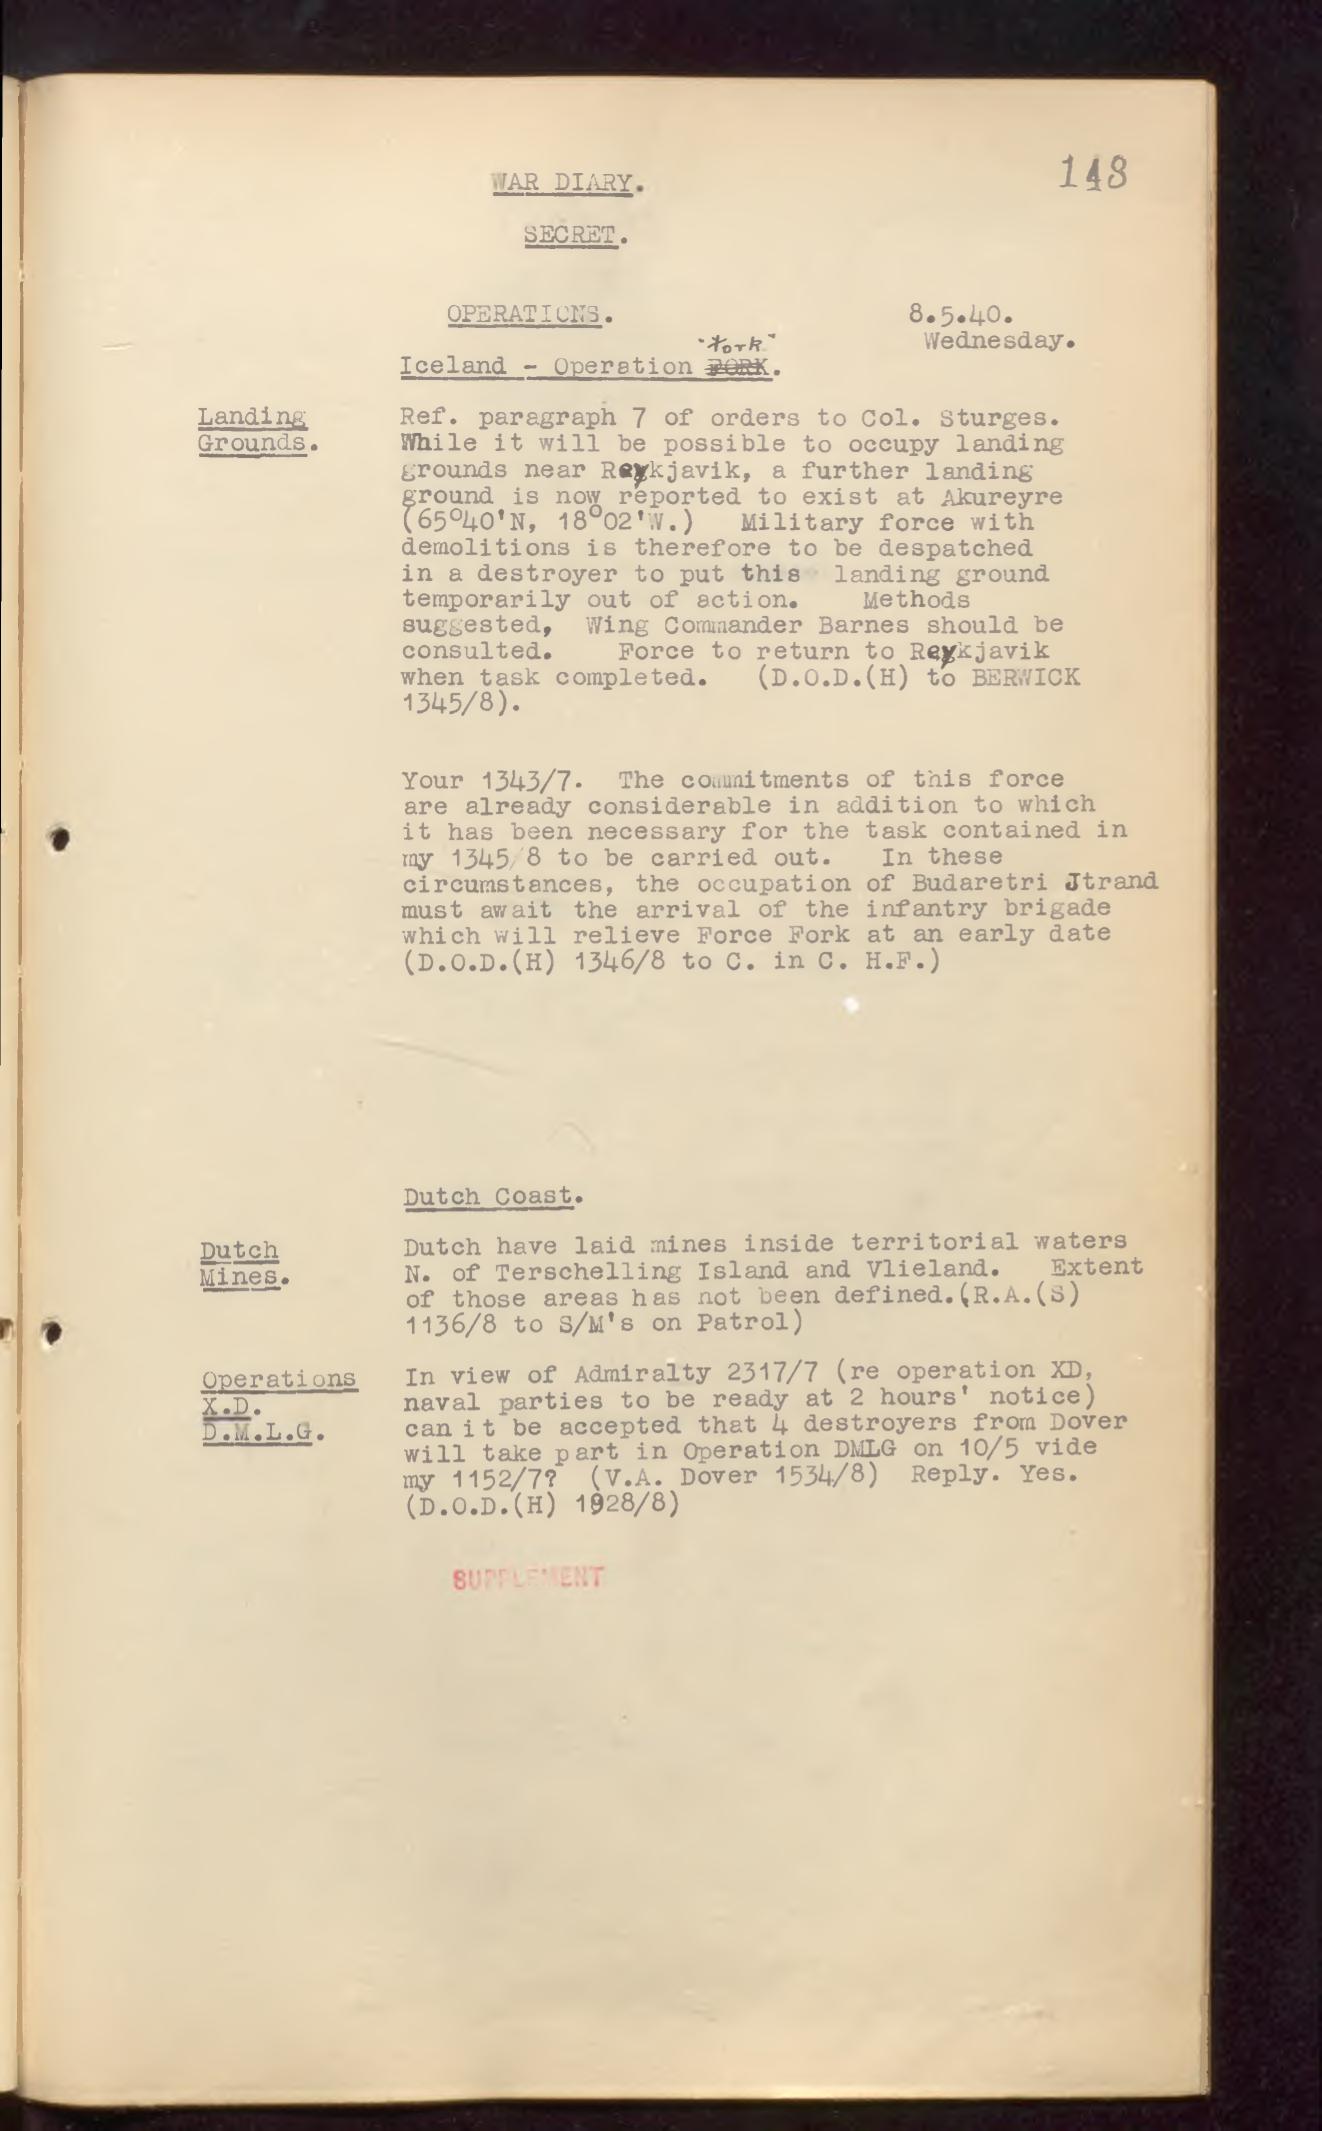 148
WAR DIARY.
SECRET.
OPERATIONS.
8.5.40.
Wednesday.
"fork"
Iceland - Operation FORK.
Landing
Grounds.
Ref. paragraph 7 of orders to Col. Sturges.
While it will be possible to occupy landing
grounds near Reykjavik, a further landing
ground is now reported to exist at Akureyre
(65°40'N, 18°02'W.) Military force with
demolitions is therefore to be despatched
in a destroyer to put this landing ground
temporarily out of action. Methods
suggested, Wing Commander Barnes should be
consulted. Force to return to Reykjavik
when task completed. (D.O.D.(H) to BERWICK
1345/8).
Your 1343/7. The commitments of this force
are already considerable in addition to which
it has been necessary for the task contained in
my 1345/8 to be carried out. In these
circumstances, the occupation of Budaretri Jtrand
must await the arrival of the infantry brigade
which will relieve Force Fork at an early date
(D.O.D.(H) 1346/8 to C. in C. H.F.)
Dutch Coast.
Dutch
Mines.
Dutch have laid mines inside territorial waters
N. of Terschelling Island and Vlieland. Extent
of those areas has not been defined.(R.A.(S)
1136/8 to S/M's on Patrol)
Operations
X.D.
D.M.L.G.
In view of Admiralty 2317/7 (re operation XD,
naval parties to be ready at 2 hours' notice)
can it be accepted that 4 destroyers from Dover
will take part in Operation DMLG on 10/5 vide
my 1152/7? (V.A. Dover 1534/8) Reply. Yes.
(D.O.D.(H) 1928/8)
SUPPLEMENT